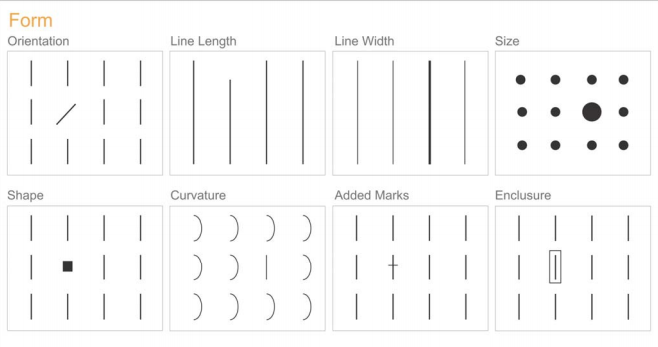 Form
Orientation
Line Length
Line Width
Size
Shape
Curvature
Added Marks
Enclusure